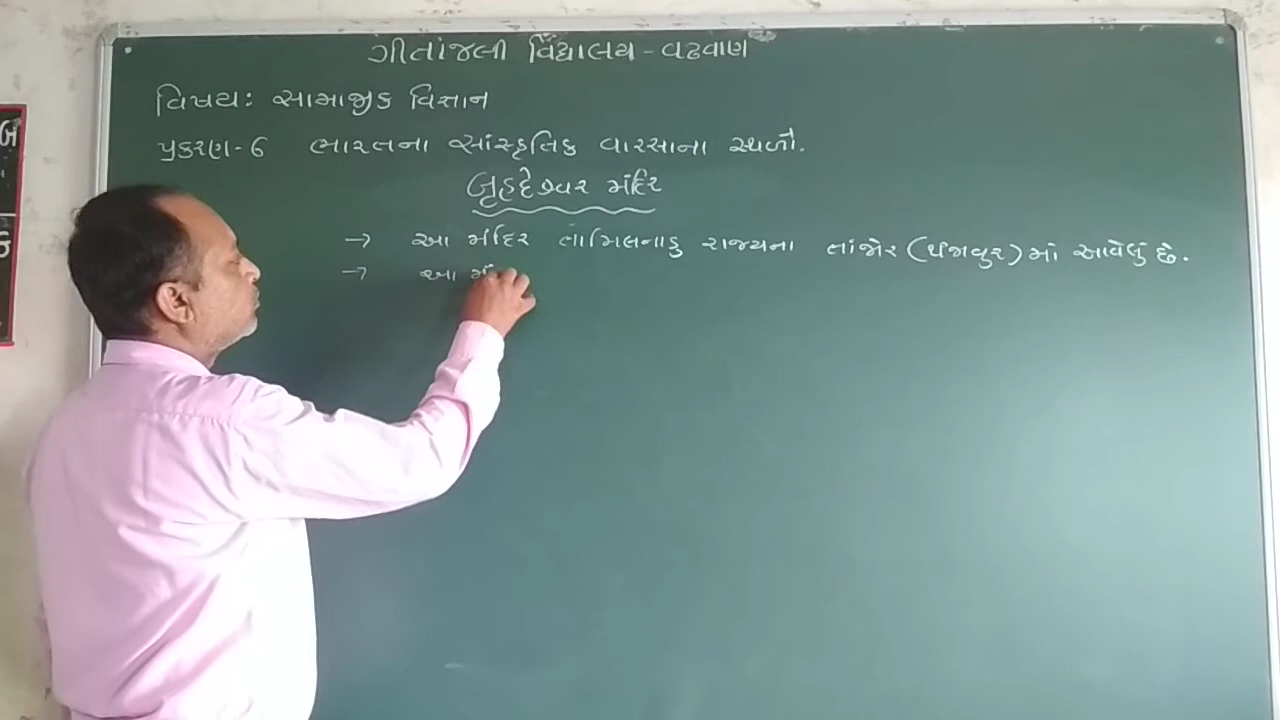 ગીતાંજલી વિદ્યાલય - વઢવાણ
વિષય: સામાજીક વિજ્ઞાન
પ્રકરણ - 6 ભારતના સાંસ્કૃતિક વારસાના સ્થળો.
બૃહદેશ્વર મંદિર
→ આ મંદિર તામિલનાડુ રાજ્યના તાંજોર (થંજાવુર) માં આવેલું છે.
→ આ મં